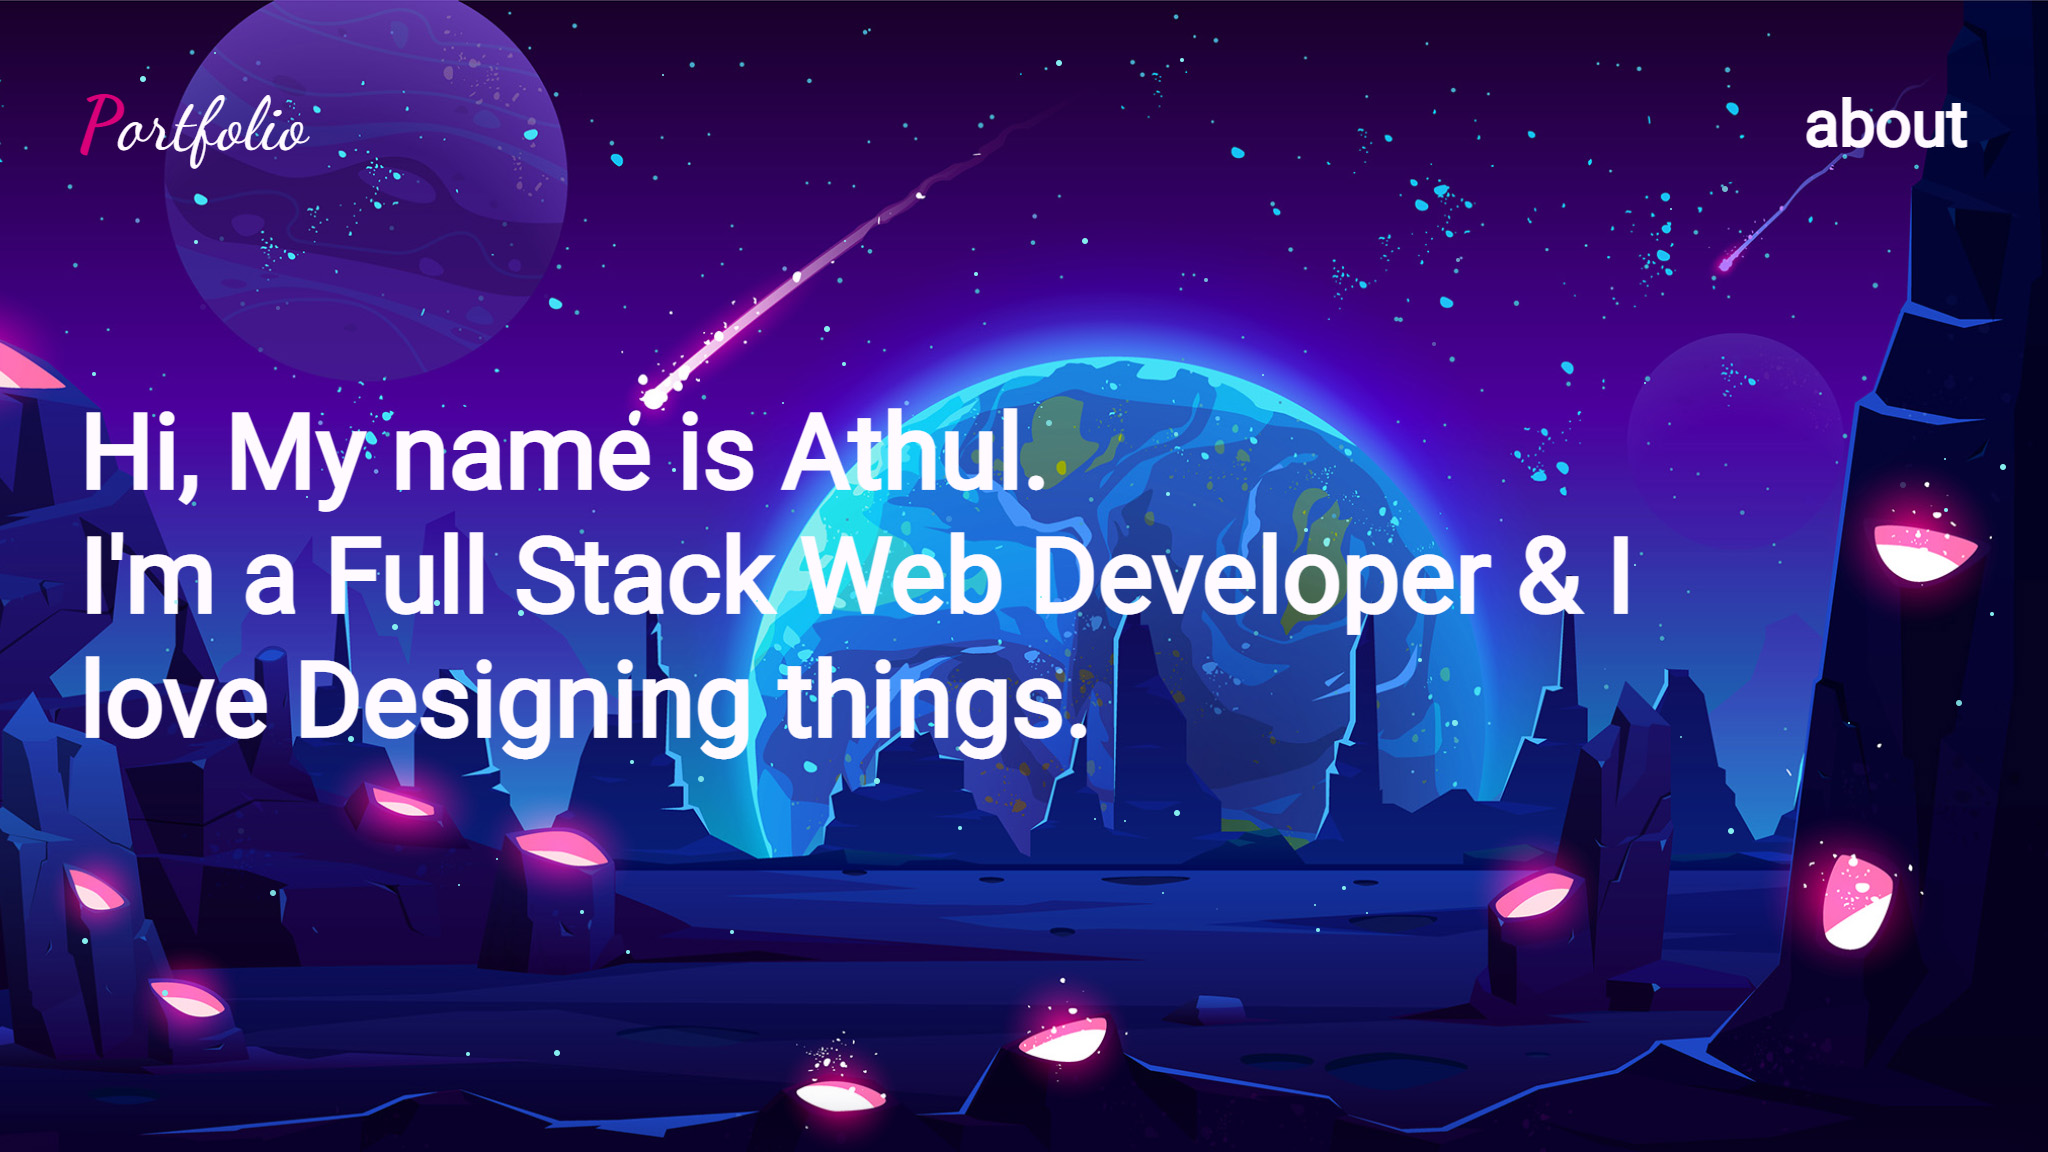 Portfolio
about
Hi, My name is Athul.
I'm a Full Stack Web Developer & I
love Designing things.